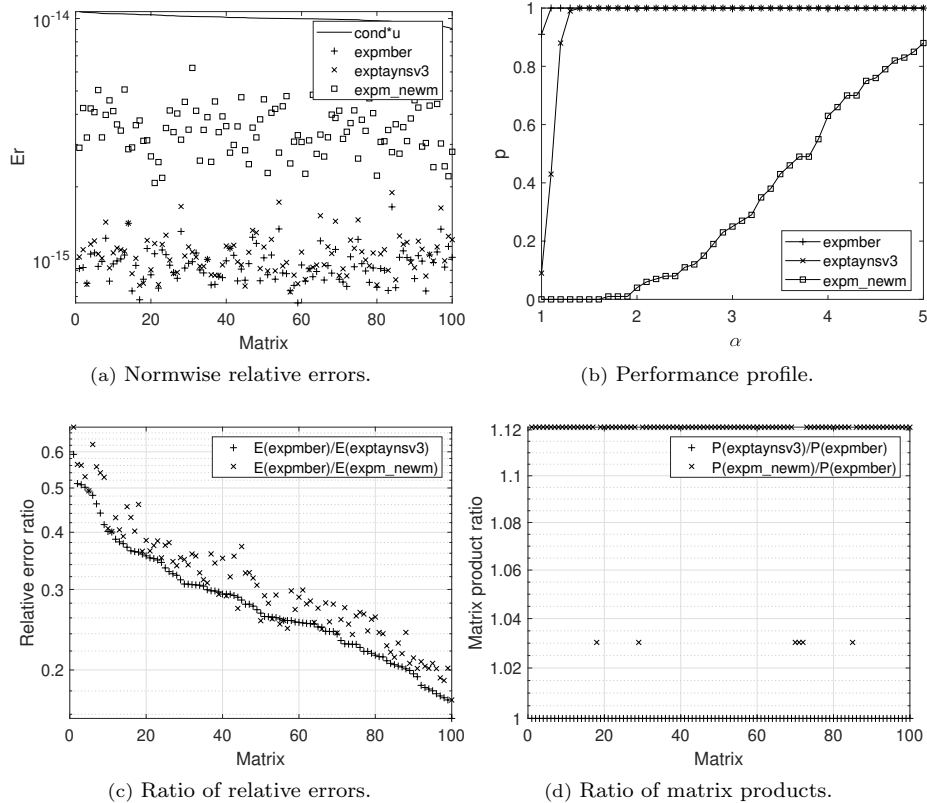 10⁻¹⁴
10⁻¹⁵
Er
0
20
40
60
80
100
Matrix
cond*u
expmber
exptaynsv3
expm_newm
(a) Normwise relative errors.
1
0.8
0.6
0.4
0.2
0
p
1
2
3
4
5
α
expmber
exptaynsv3
expm_newm
(b) Performance profile.
0.6
0.5
0.4
0.3
0.2
Relative error ratio
0
20
40
60
80
100
Matrix
E(expmber)/E(exptaynsv3)
E(expmber)/E(expm_newm)
(c) Ratio of relative errors.
1.12
1.1
1.08
1.06
1.04
1.02
1
Matrix product ratio
0
20
40
60
80
100
Matrix
P(exptaynsv3)/P(expmber)
P(expm_newm)/P(expmber)
(d) Ratio of matrix products.